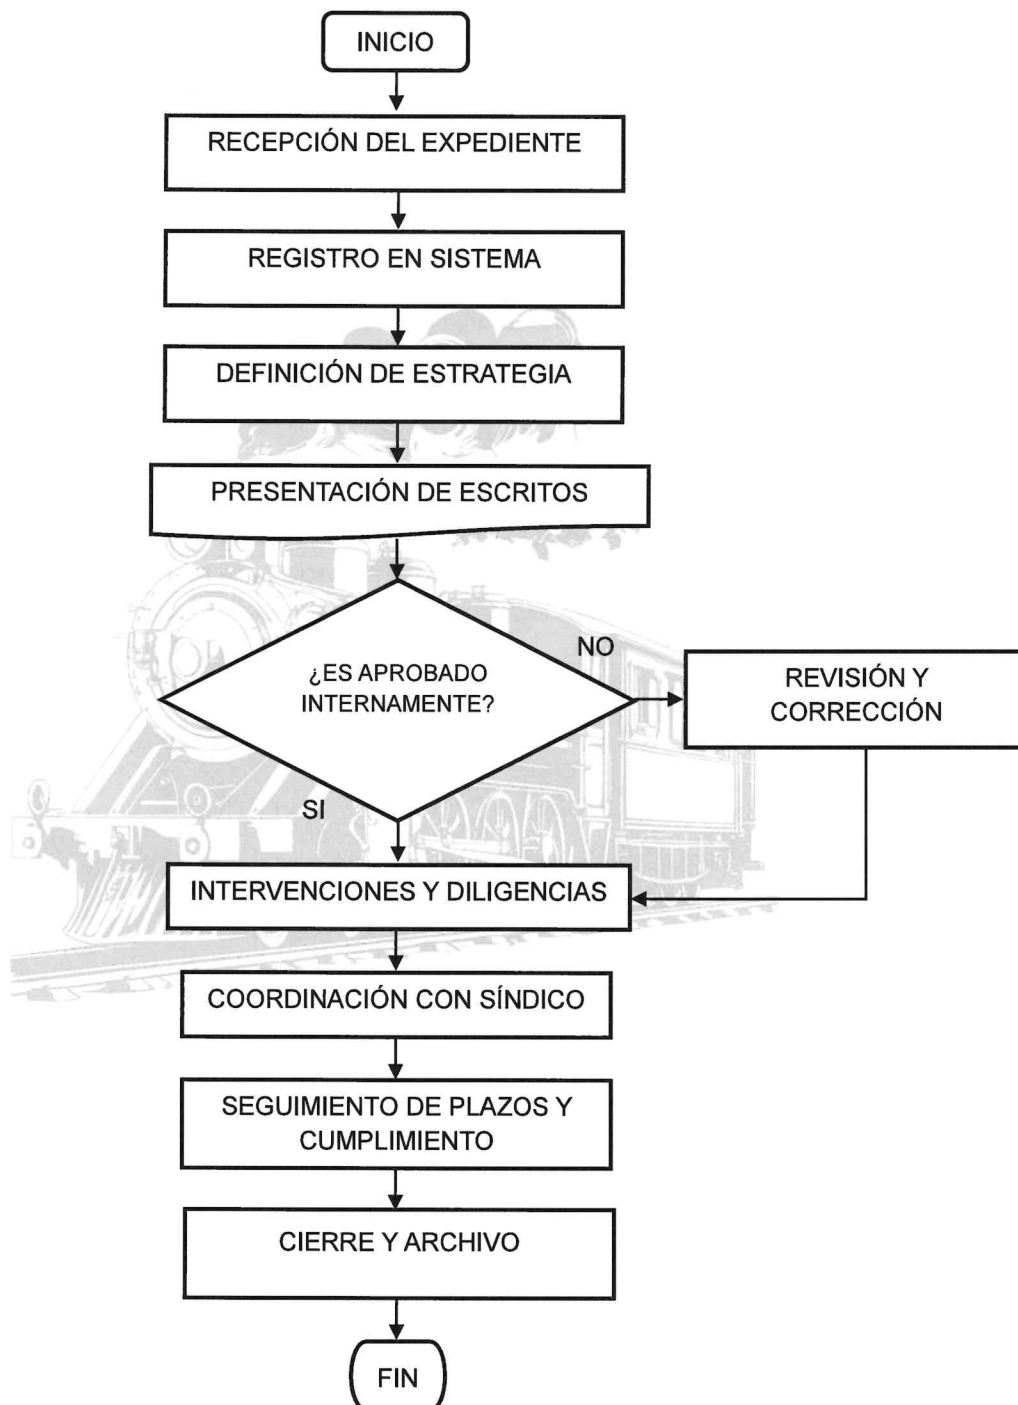 INICIO
RECEPCIÓN DEL EXPEDIENTE
REGISTRO EN SISTEMA
DEFINICIÓN DE ESTRATEGIA
PRESENTACIÓN DE ESCRITOS
¿ES APROBADO
INTERNAMENTE?
NO
REVISIÓN Y
CORRECCIÓN
SI
INTERVENCIONES Y DILIGENCIAS
COORDINACIÓN CON SÍNDICO
SEGUIMIENTO DE PLAZOS Y
CUMPLIMIENTO
CIERRE Y ARCHIVO
FIN